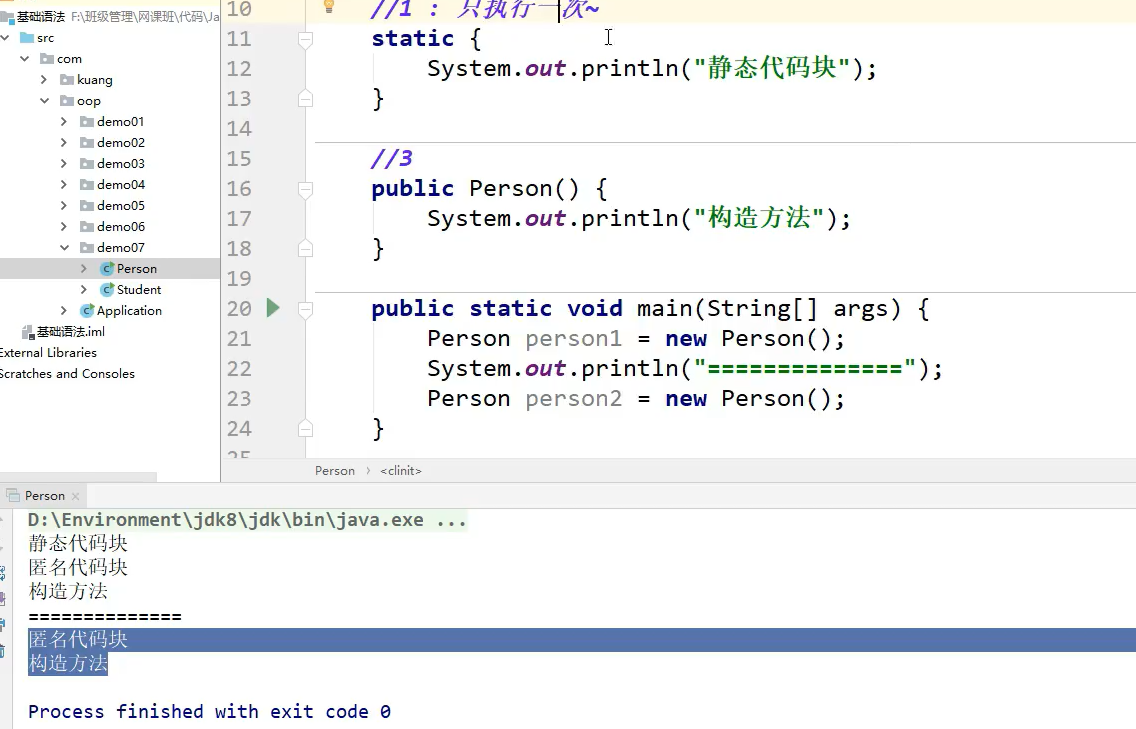 基础语法 F:\班级管理\网课班\代码\Ja
src
com
kuang
oop
demo01
demo02
demo03
demo04
demo05
demo06
demo07
Person
Student
Application
基础语法.iml
External Libraries
Scratches and Consoles
10 //1 : 只执行一次~
11 static {
12 System.out.println("静态代码块");
13 }
14
15 //3
16 public Person() {
17 System.out.println("构造方法");
18 }
19
20 public static void main(String[] args) {
21 Person person1 = new Person();
22 System.out.println("==============");
23 Person person2 = new Person();
24 }
25
Person › <clinit>
Person ×
D:\Environment\jdk8\jdk\bin\java.exe ...
静态代码块
匿名代码块
构造方法
==============
匿名代码块
构造方法
Process finished with exit code 0